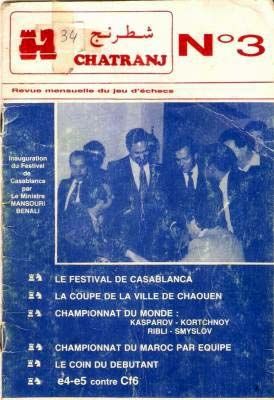 34
شطرنج
CHATRANJ
N°3
Revue mensuelle du jeu d'échecs
Inauguration
du Festival
de
Casablanca
par
Le Ministre
MANSOURI
BENALI
LE FESTIVAL DE CASABLANCA
LA COUPE DE LA VILLE DE CHAOUEN
CHAMPIONNAT DU MONDE :
KASPAROV - KORTCHNOY
RIBLI - SMYSLOV
CHAMPIONNAT DU MAROC PAR EQUIPE
LE COIN DU DEBUTANT
e4-e5 contre Cf6